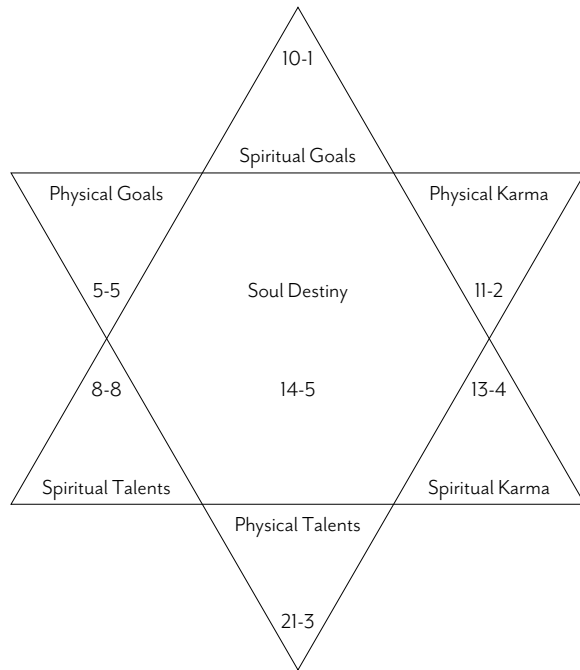 10-1
Spiritual Goals
Physical Goals
Physical Karma
5-5
Soul Destiny
11-2
8-8
14-5
13-4
Spiritual Talents
Spiritual Karma
Physical Talents
21-3